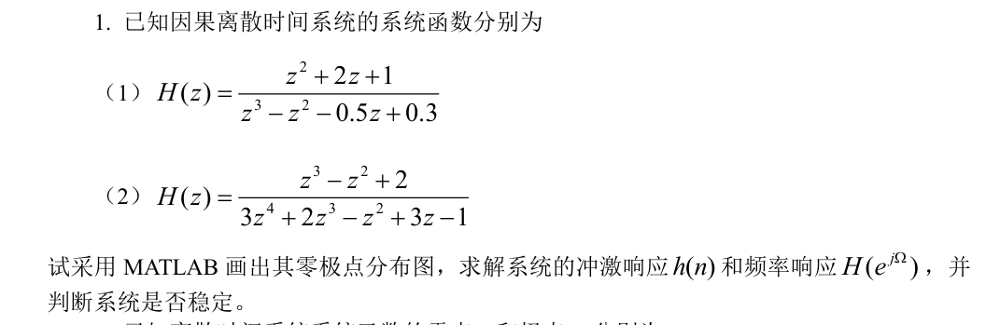 1. 已知因果离散时间系统的系统函数分别为
（1） H(z) = \frac{z^2 + 2z + 1}{z^3 - z^2 - 0.5z + 0.3}
（2） H(z) = \frac{z^3 - z^2 + 2}{3z^4 + 2z^3 - z^2 + 3z - 1}
试采用 MATLAB 画出其零极点分布图，求解系统的冲激响应 h(n) 和频率响应 H(e^{jΩ})，并
判断系统是否稳定。